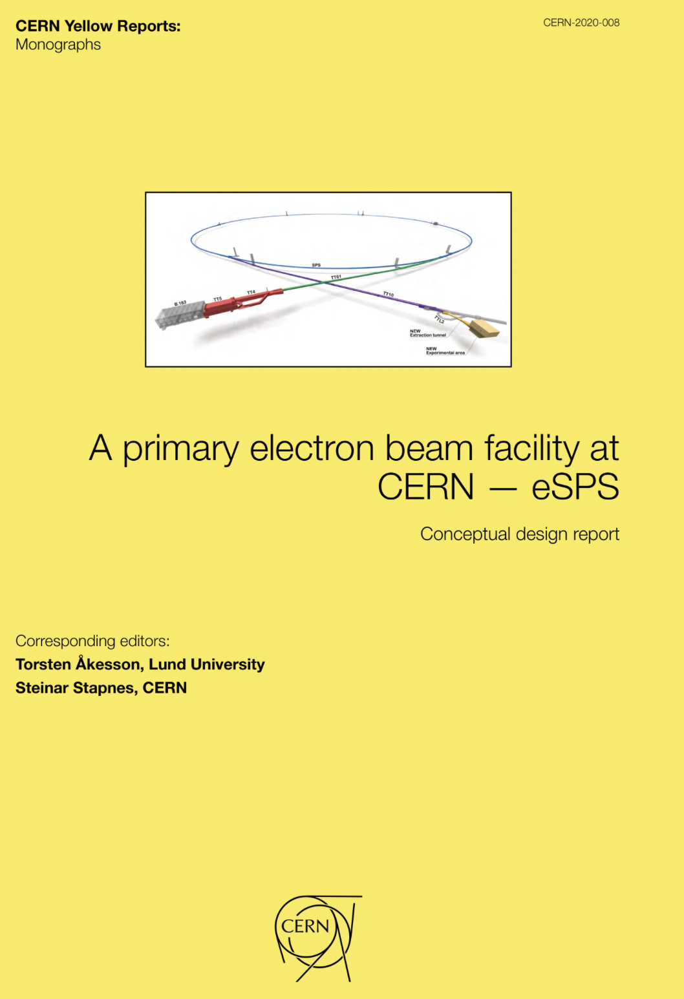 CERN Yellow Reports:
Monographs
CERN-2020-008
SPS
TT61
TT4
TT5
B.183
TT10
TTL2
NEW
Extraction tunnel
NEW
Experimental area
A primary electron beam facility at
CERN — eSPS
Conceptual design report
Corresponding editors:
Torsten Åkesson, Lund University
Steinar Stapnes, CERN
CERN